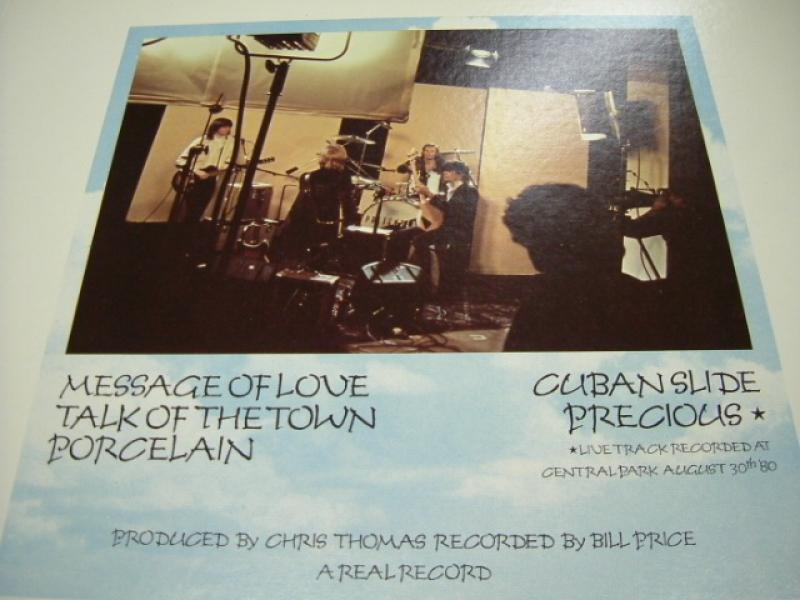 MESSAGE OF LOVE
TALK OF THE TOWN
PORCELAIN
CUBAN SLIDE
PRECIOUS ★
★LIVE TRACK RECORDED AT
CENTRAL PARK AUGUST 30th '80
PRODUCED By CHRIS THOMAS RECORDED By BILL PRICE
A REAL RECORD